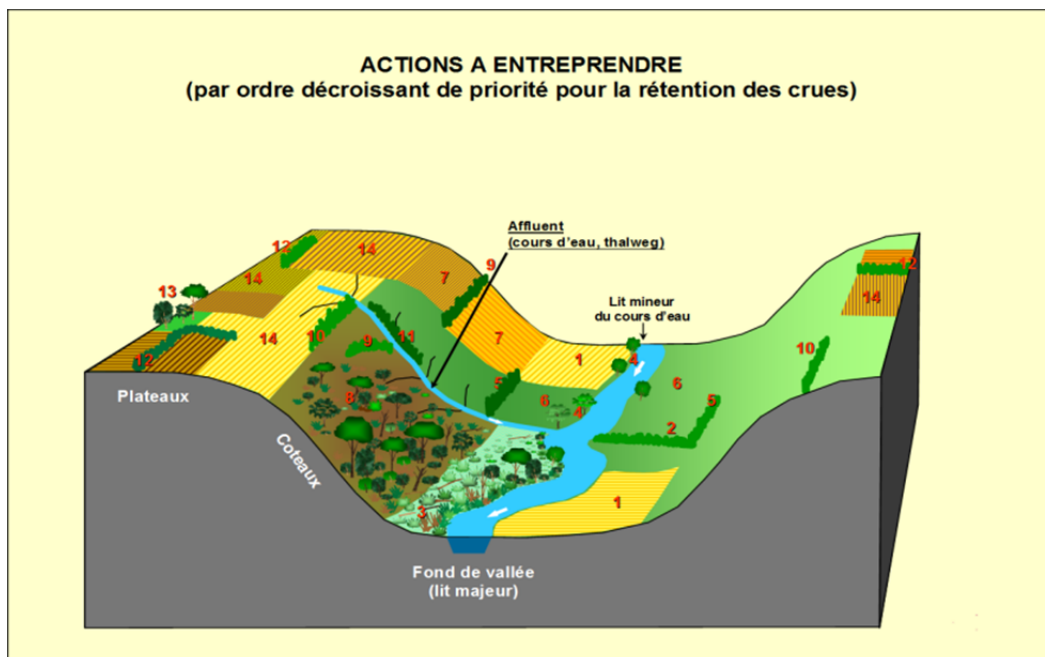 ACTIONS A ENTREPRENDRE
(par ordre décroissant de priorité pour la rétention des crues)
Affluent
(cours d'eau, thalweg)
Lit mineur
du cours d'eau
13
14
7
9
12
14
14
13
12
14
10
9
11
7
1
4
6
10
5
5
2
6
4
8
1
3
Plateaux
Coteaux
Fond de vallée
(lit majeur)